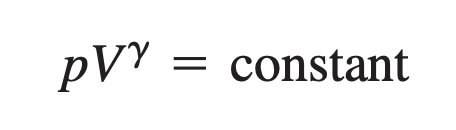 pV^γ = constant